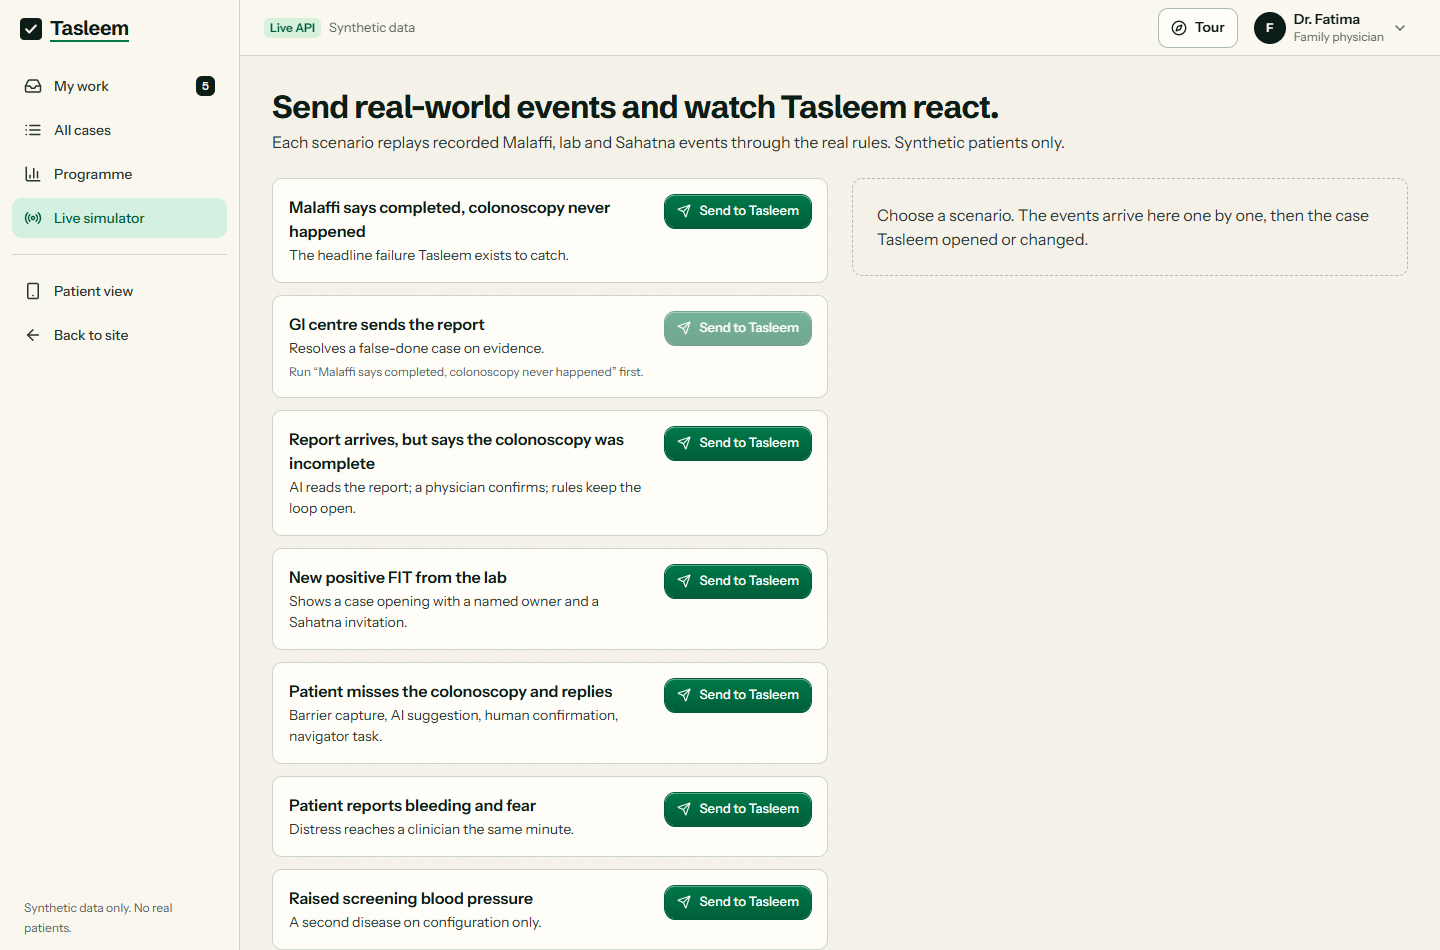 Tasleem
My work
5
All cases
Programme
Live simulator
Patient view
Back to site
Synthetic data only. No real
patients.
Live API
Synthetic data
Tour
F
Dr. Fatima
Family physician
Send real-world events and watch Tasleem react.
Each scenario replays recorded Malaffi, lab and Sahatna events through the real rules. Synthetic patients only.
Malaffi says completed, colonoscopy never
happened
The headline failure Tasleem exists to catch.
Send to Tasleem
GI centre sends the report
Resolves a false-done case on evidence.
Run “Malaffi says completed, colonoscopy never happened” first.
Send to Tasleem
Report arrives, but says the colonoscopy was
incomplete
AI reads the report; a physician confirms; rules keep the
loop open.
Send to Tasleem
New positive FIT from the lab
Shows a case opening with a named owner and a
Sahatna invitation.
Send to Tasleem
Patient misses the colonoscopy and replies
Barrier capture, AI suggestion, human confirmation,
navigator task.
Send to Tasleem
Patient reports bleeding and fear
Distress reaches a clinician the same minute.
Send to Tasleem
Raised screening blood pressure
A second disease on configuration only.
Send to Tasleem
Choose a scenario. The events arrive here one by one, then the case
Tasleem opened or changed.